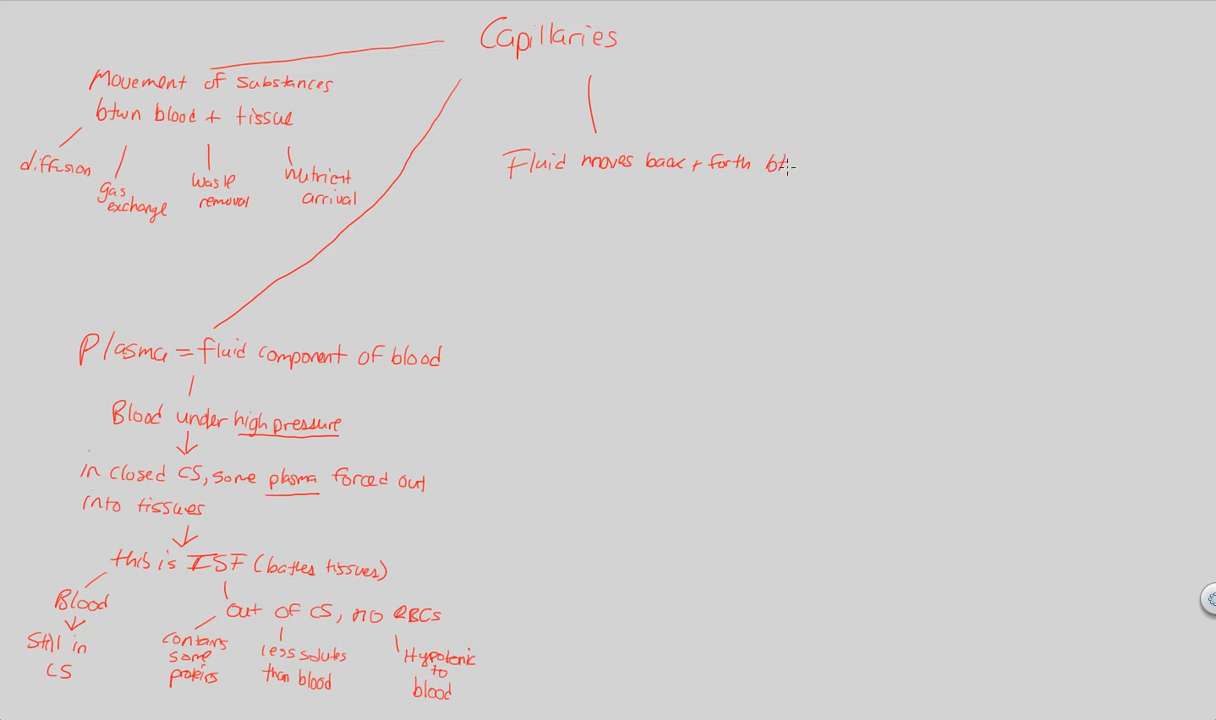 Capillaries
Movement of substances
btwn blood + tissue
diffusion
gas
exchange
waste
removal
nutrient
arrival
Fluid moves back + forth bt
Plasma = fluid component of blood
Blood under high pressure
in closed CS, some plasma forced out
into tissues
this is ISF (bathes tissues)
Blood
Still in
CS
out of CS, no RBCs
contains
some
proteins
less solutes
than blood
Hypotonic
to
blood